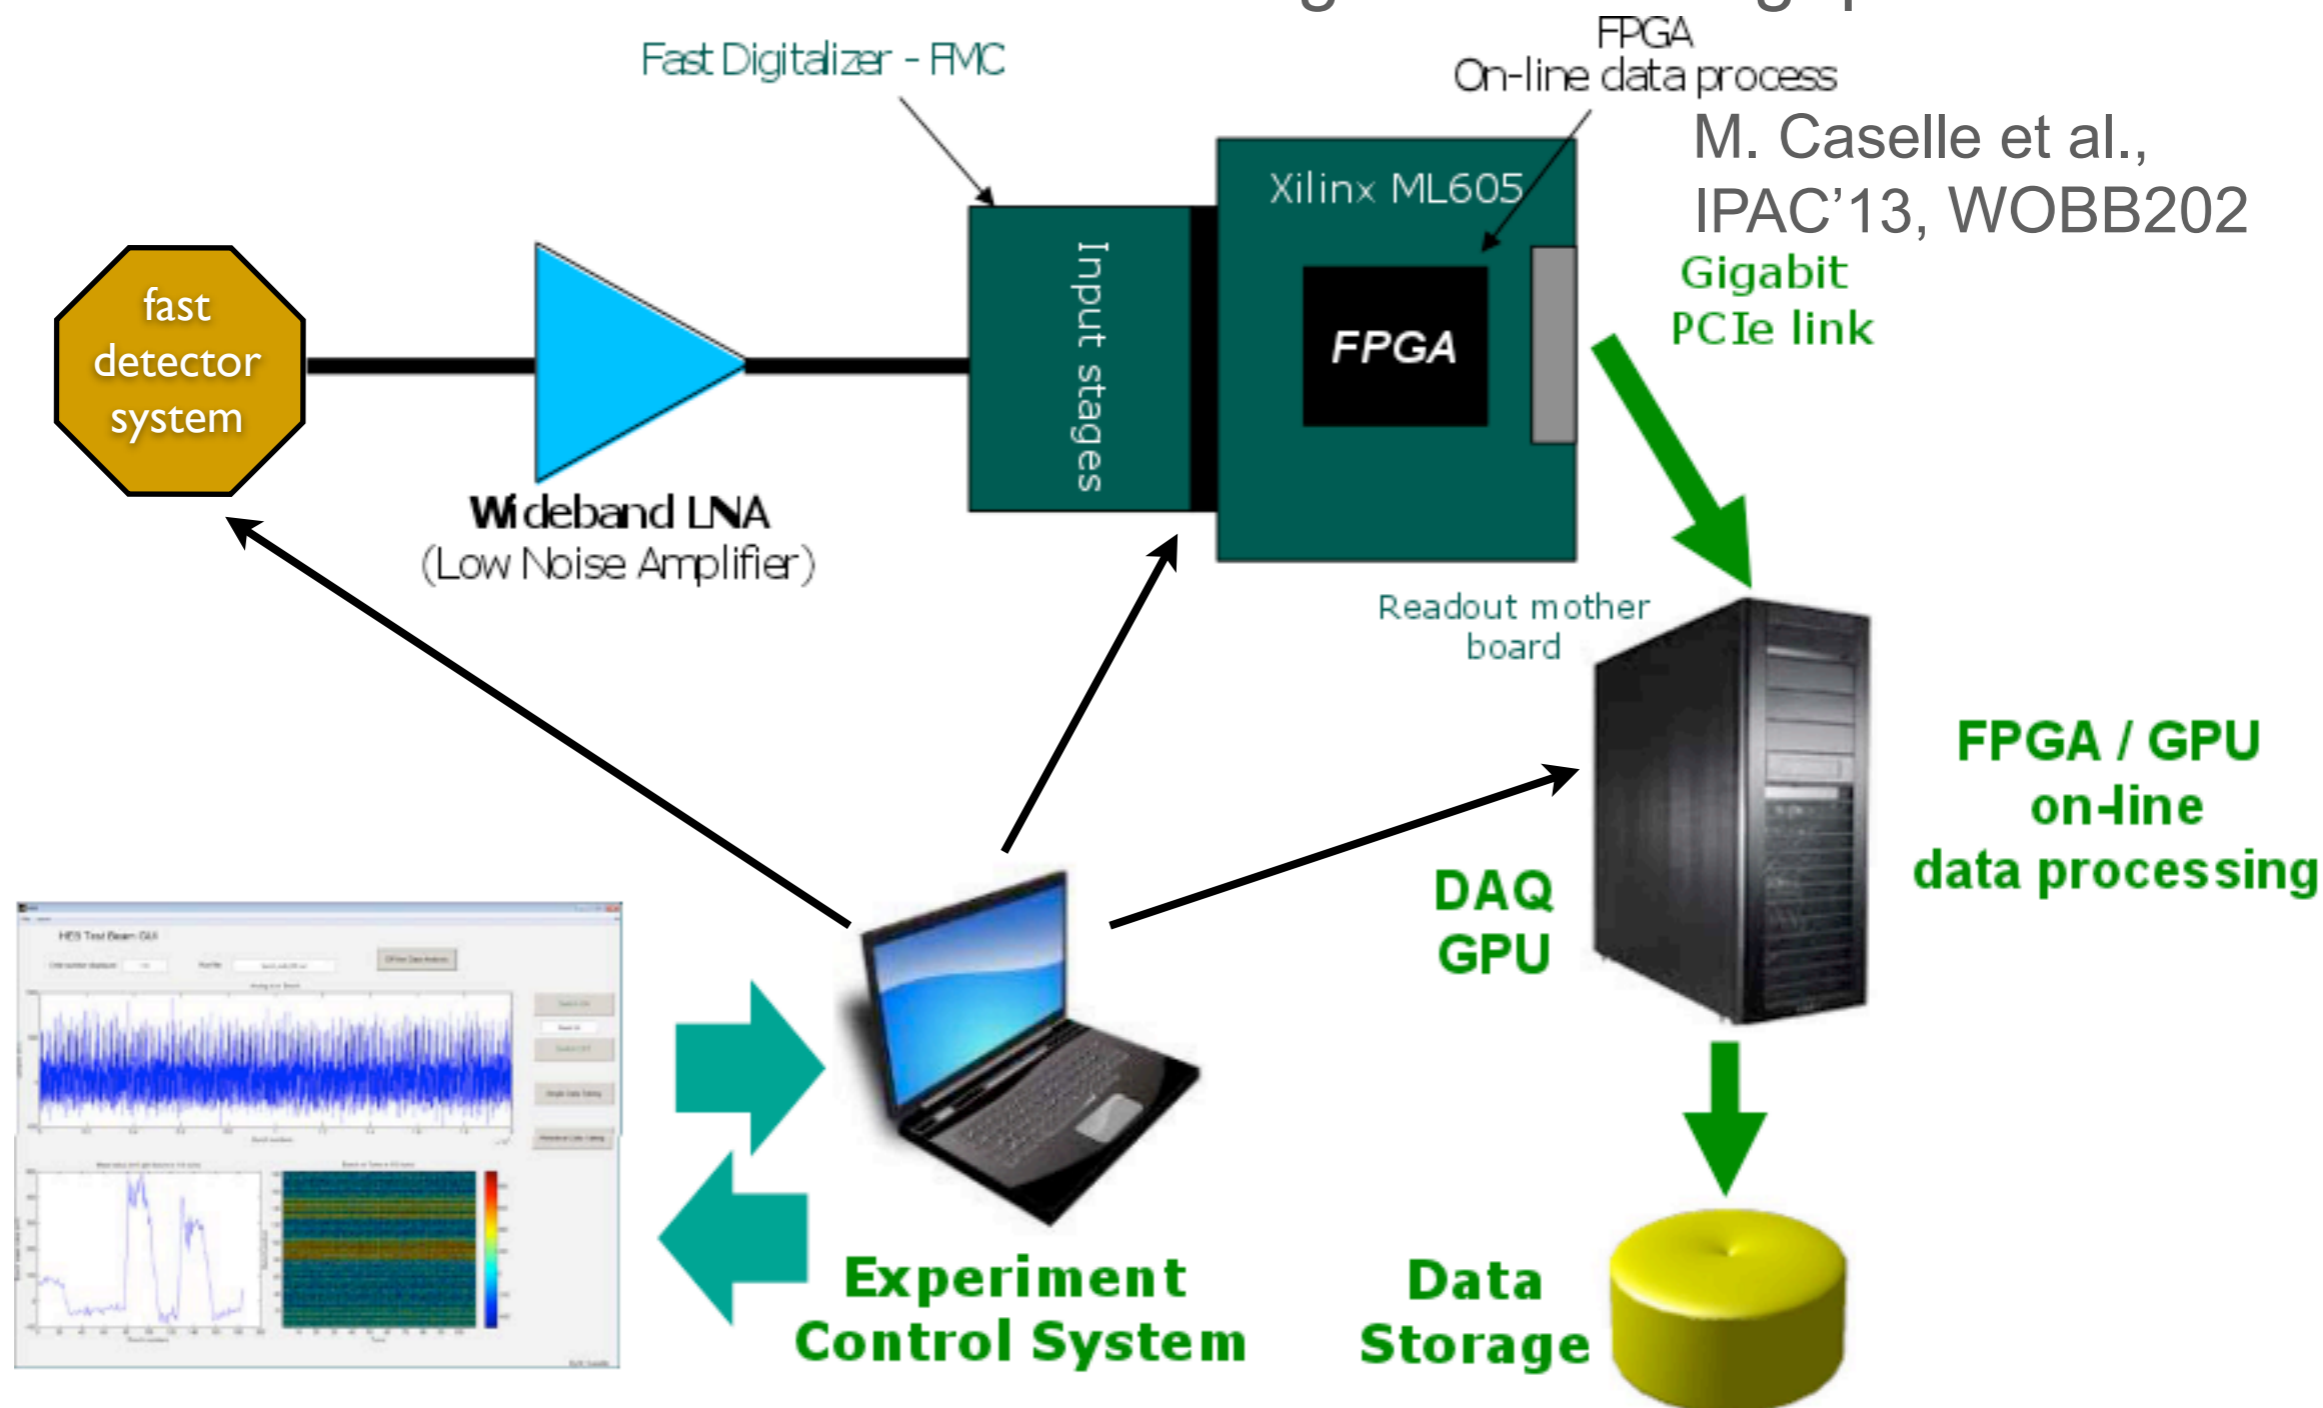 Fast Digitalizer - FMC
FPGA
On-line data process
M. Caselle et al.,
IPAC'13, WOBB202
Xilinx ML605
Gigabit
PCIe link
fast
detector
system
Input stages
FPGA
Wideband LNA
(Low Noise Amplifier)
Readout mother
board
FPGA / GPU
on-line
data processing
DAQ
GPU
HEB Test Beam GUI
Experiment
Control System
Data
Storage